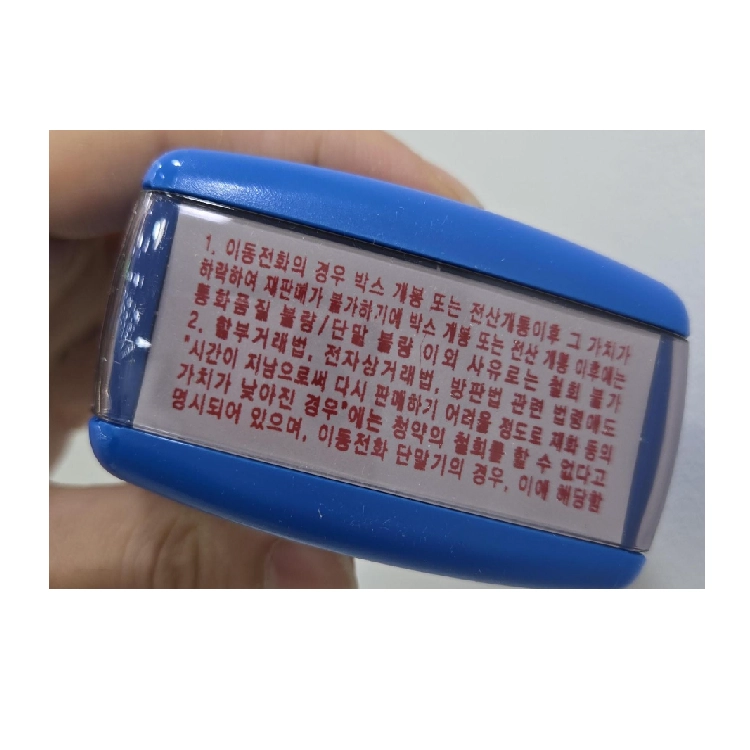 1. 이동전화의 경우 박스 개봉 또는 전산개통이후 그 가치가
하락하여 재판매가 불가하기에 박스 개봉 또는 전산 개통 이후에는
통화품질 불량/단말 불량 이외 사유로는 철회 불가
2. 할부거래법, 전자상거래법, 방판법 관련 법령에도
"시간이 지남으로써 다시 판매하기 어려울 정도로 재화 등의
가치가 낮아진 경우"에는 청약의 철회를 할 수 없다고
명시되어 있으며, 이동전화 단말기의 경우, 이에 해당함